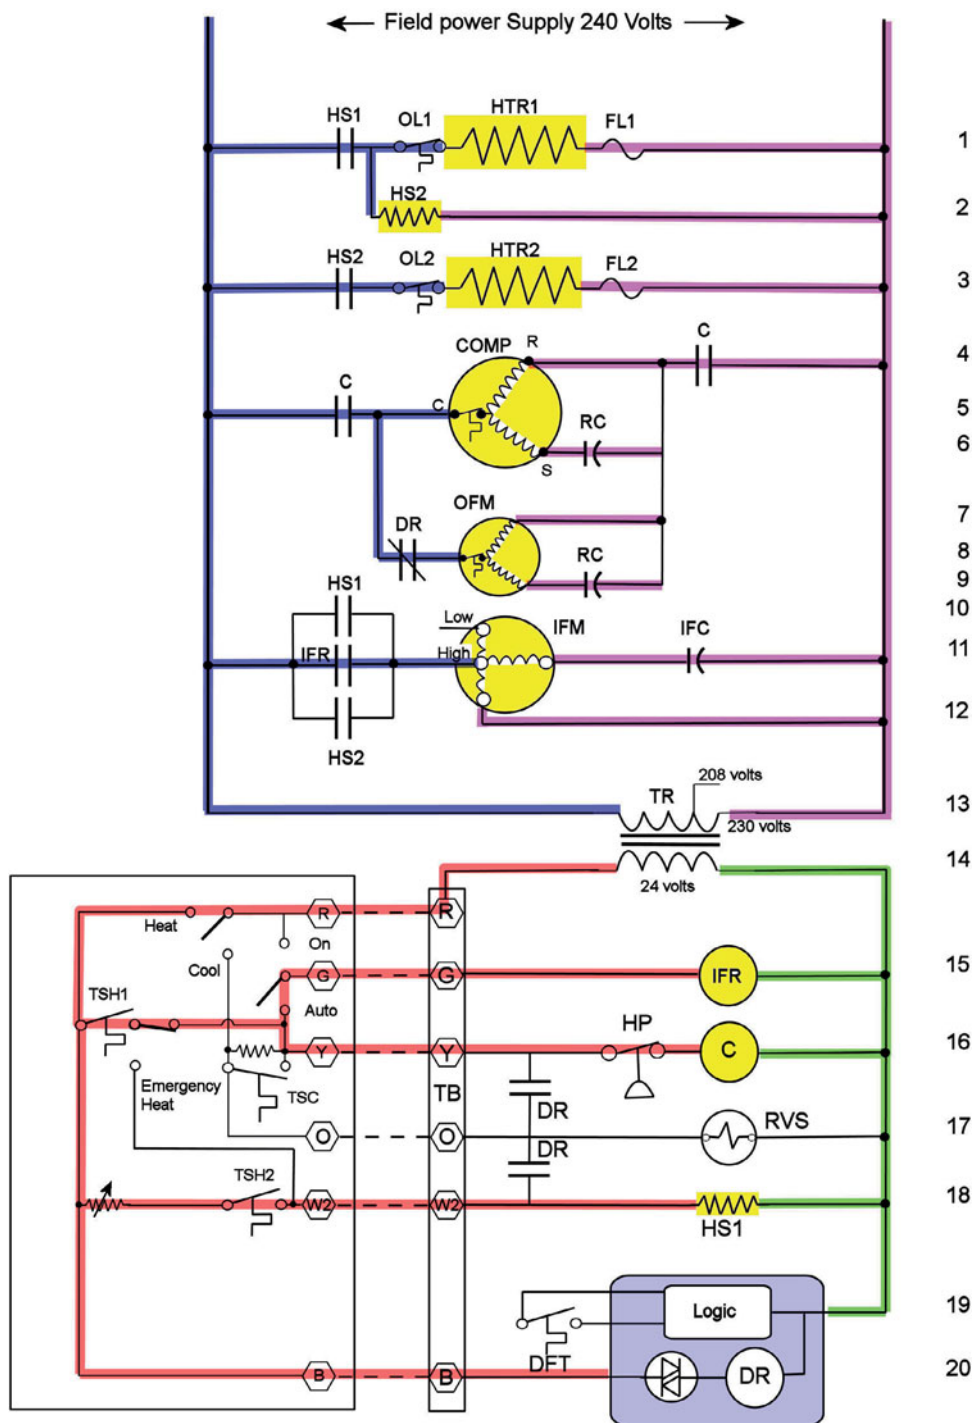 Field power Supply 240 Volts
HS1 OL1 HTR1 FL1 1
HS2 2
HS2 OL2 HTR2 FL2 3
COMP R C 4
C C 5
RC 6
S
OFM 7
DR 8
RC 9
HS1 10
Low IFM IFC
IFR High 11
12
HS2
208 volts
TR 13
230 volts
14
24 volts
R R
Heat
On
Cool G G IFR 15
TSH1 Auto
HP
Y Y C 16
Emergency
Heat
TSC TB DR
O O RVS 17
DR
TSH2
W2 W2 18
HS1
Logic 19
DFT
B B DR 20